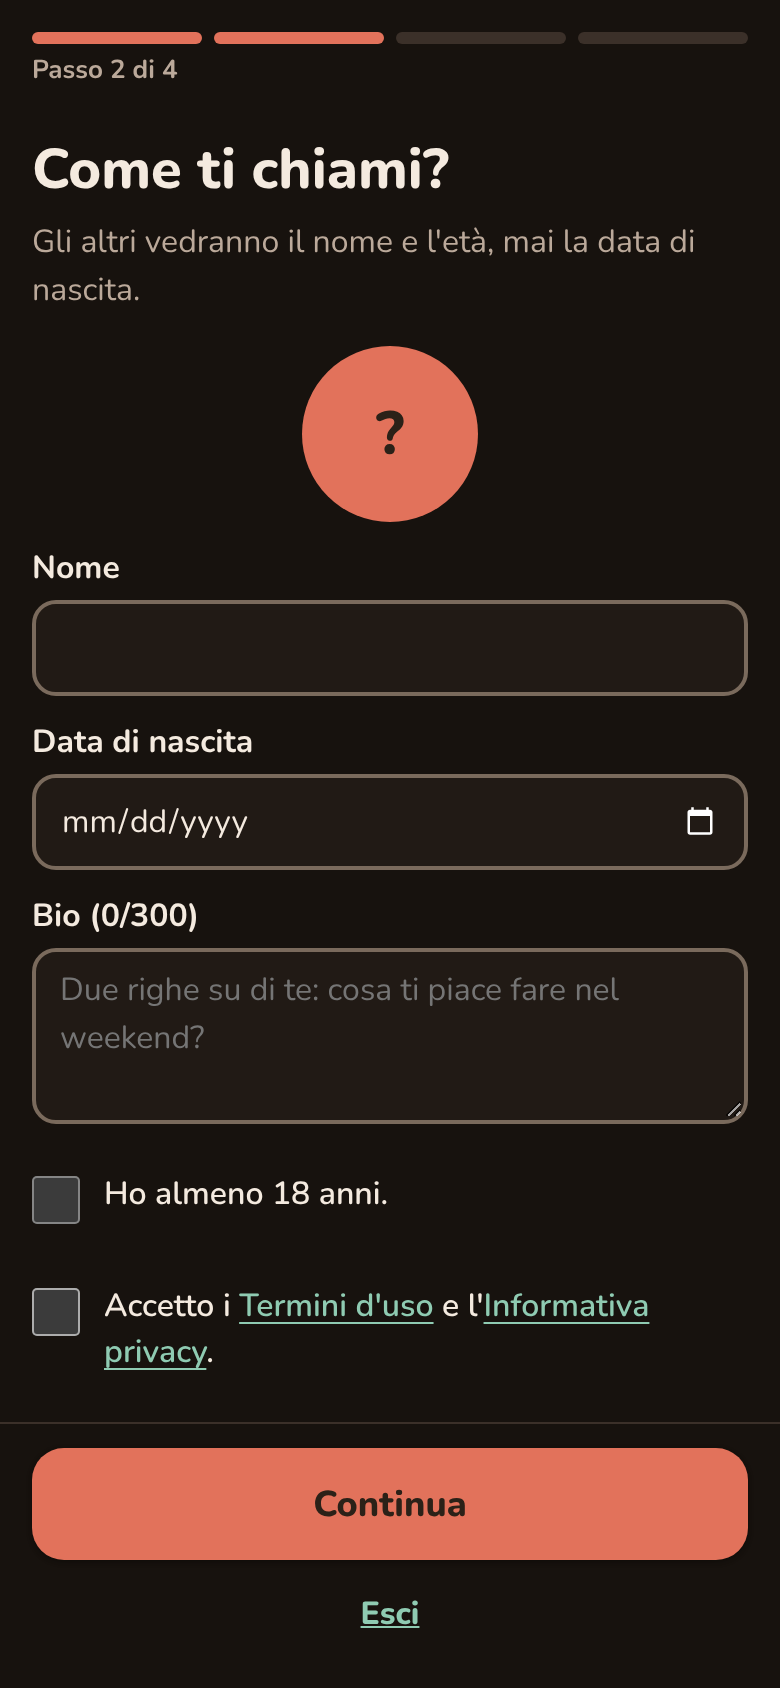 Passo 2 di 4
Come ti chiami?
Gli altri vedranno il nome e l'età, mai la data di
nascita.
?
Nome
Data di nascita
mm/dd/yyyy
Bio (0/300)
Due righe su di te: cosa ti piace fare nel
weekend?
Ho almeno 18 anni.
Accetto i Termini d'uso e l'Informativa
privacy.
Continua
Esci